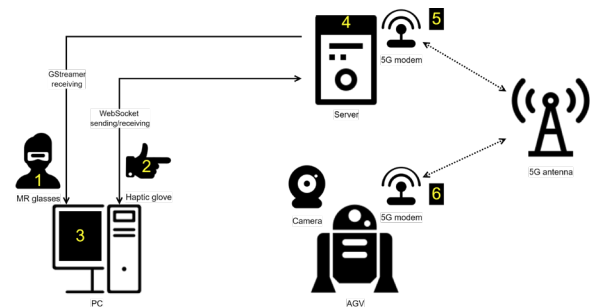 4
5
5G modem
GStreamer
receiving
WebSocket
sending/receiving
Server
5G antenna
1
2
MR glasses
Haptic glove
6
Camera
5G modem
3
PC
AGV